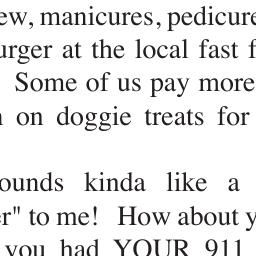 ew, manicures, pedicure
urger at the local fast f
Some of us pay more
n on doggie treats for
ounds kinda like a
er" to me! How about y
you had YOUR 911